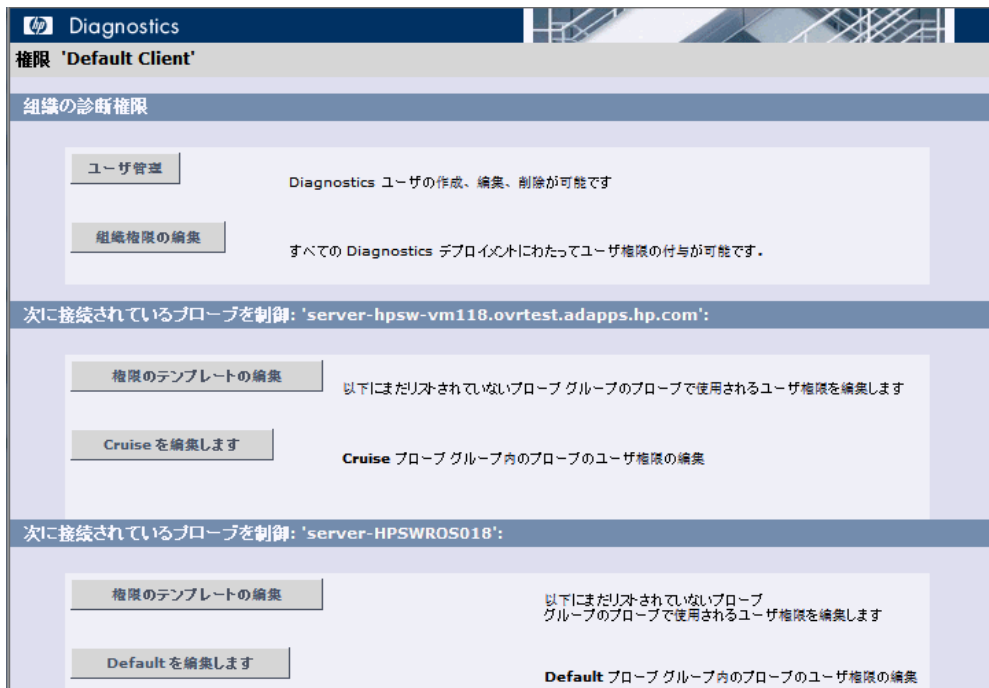 hp Diagnostics
権限 'Default Client'
組織の診断権限
ユーザ管理
Diagnostics ユーザの作成、編集、削除が可能です
組織権限の編集
すべての Diagnostics デプロイメントにわたってユーザ権限の付与が可能です。
次に接続されているプローブを制御: 'server-hpsw-vm118.ovrtest.adapps.hp.com':
権限のテンプレートの編集
以下にまだリストされていないプローブ グループのプローブで使用されるユーザ権限を編集します
Cruise を編集します
Cruise プローブ グループ内のプローブのユーザ権限の編集
次に接続されているプローブを制御: 'server-HPSWROS018':
権限のテンプレートの編集
以下にまだリストされていないプローブ
グループのプローブで使用されるユーザ権限を編集します
Default を編集します
Default プローブ グループ内のプローブのユーザ権限の編集